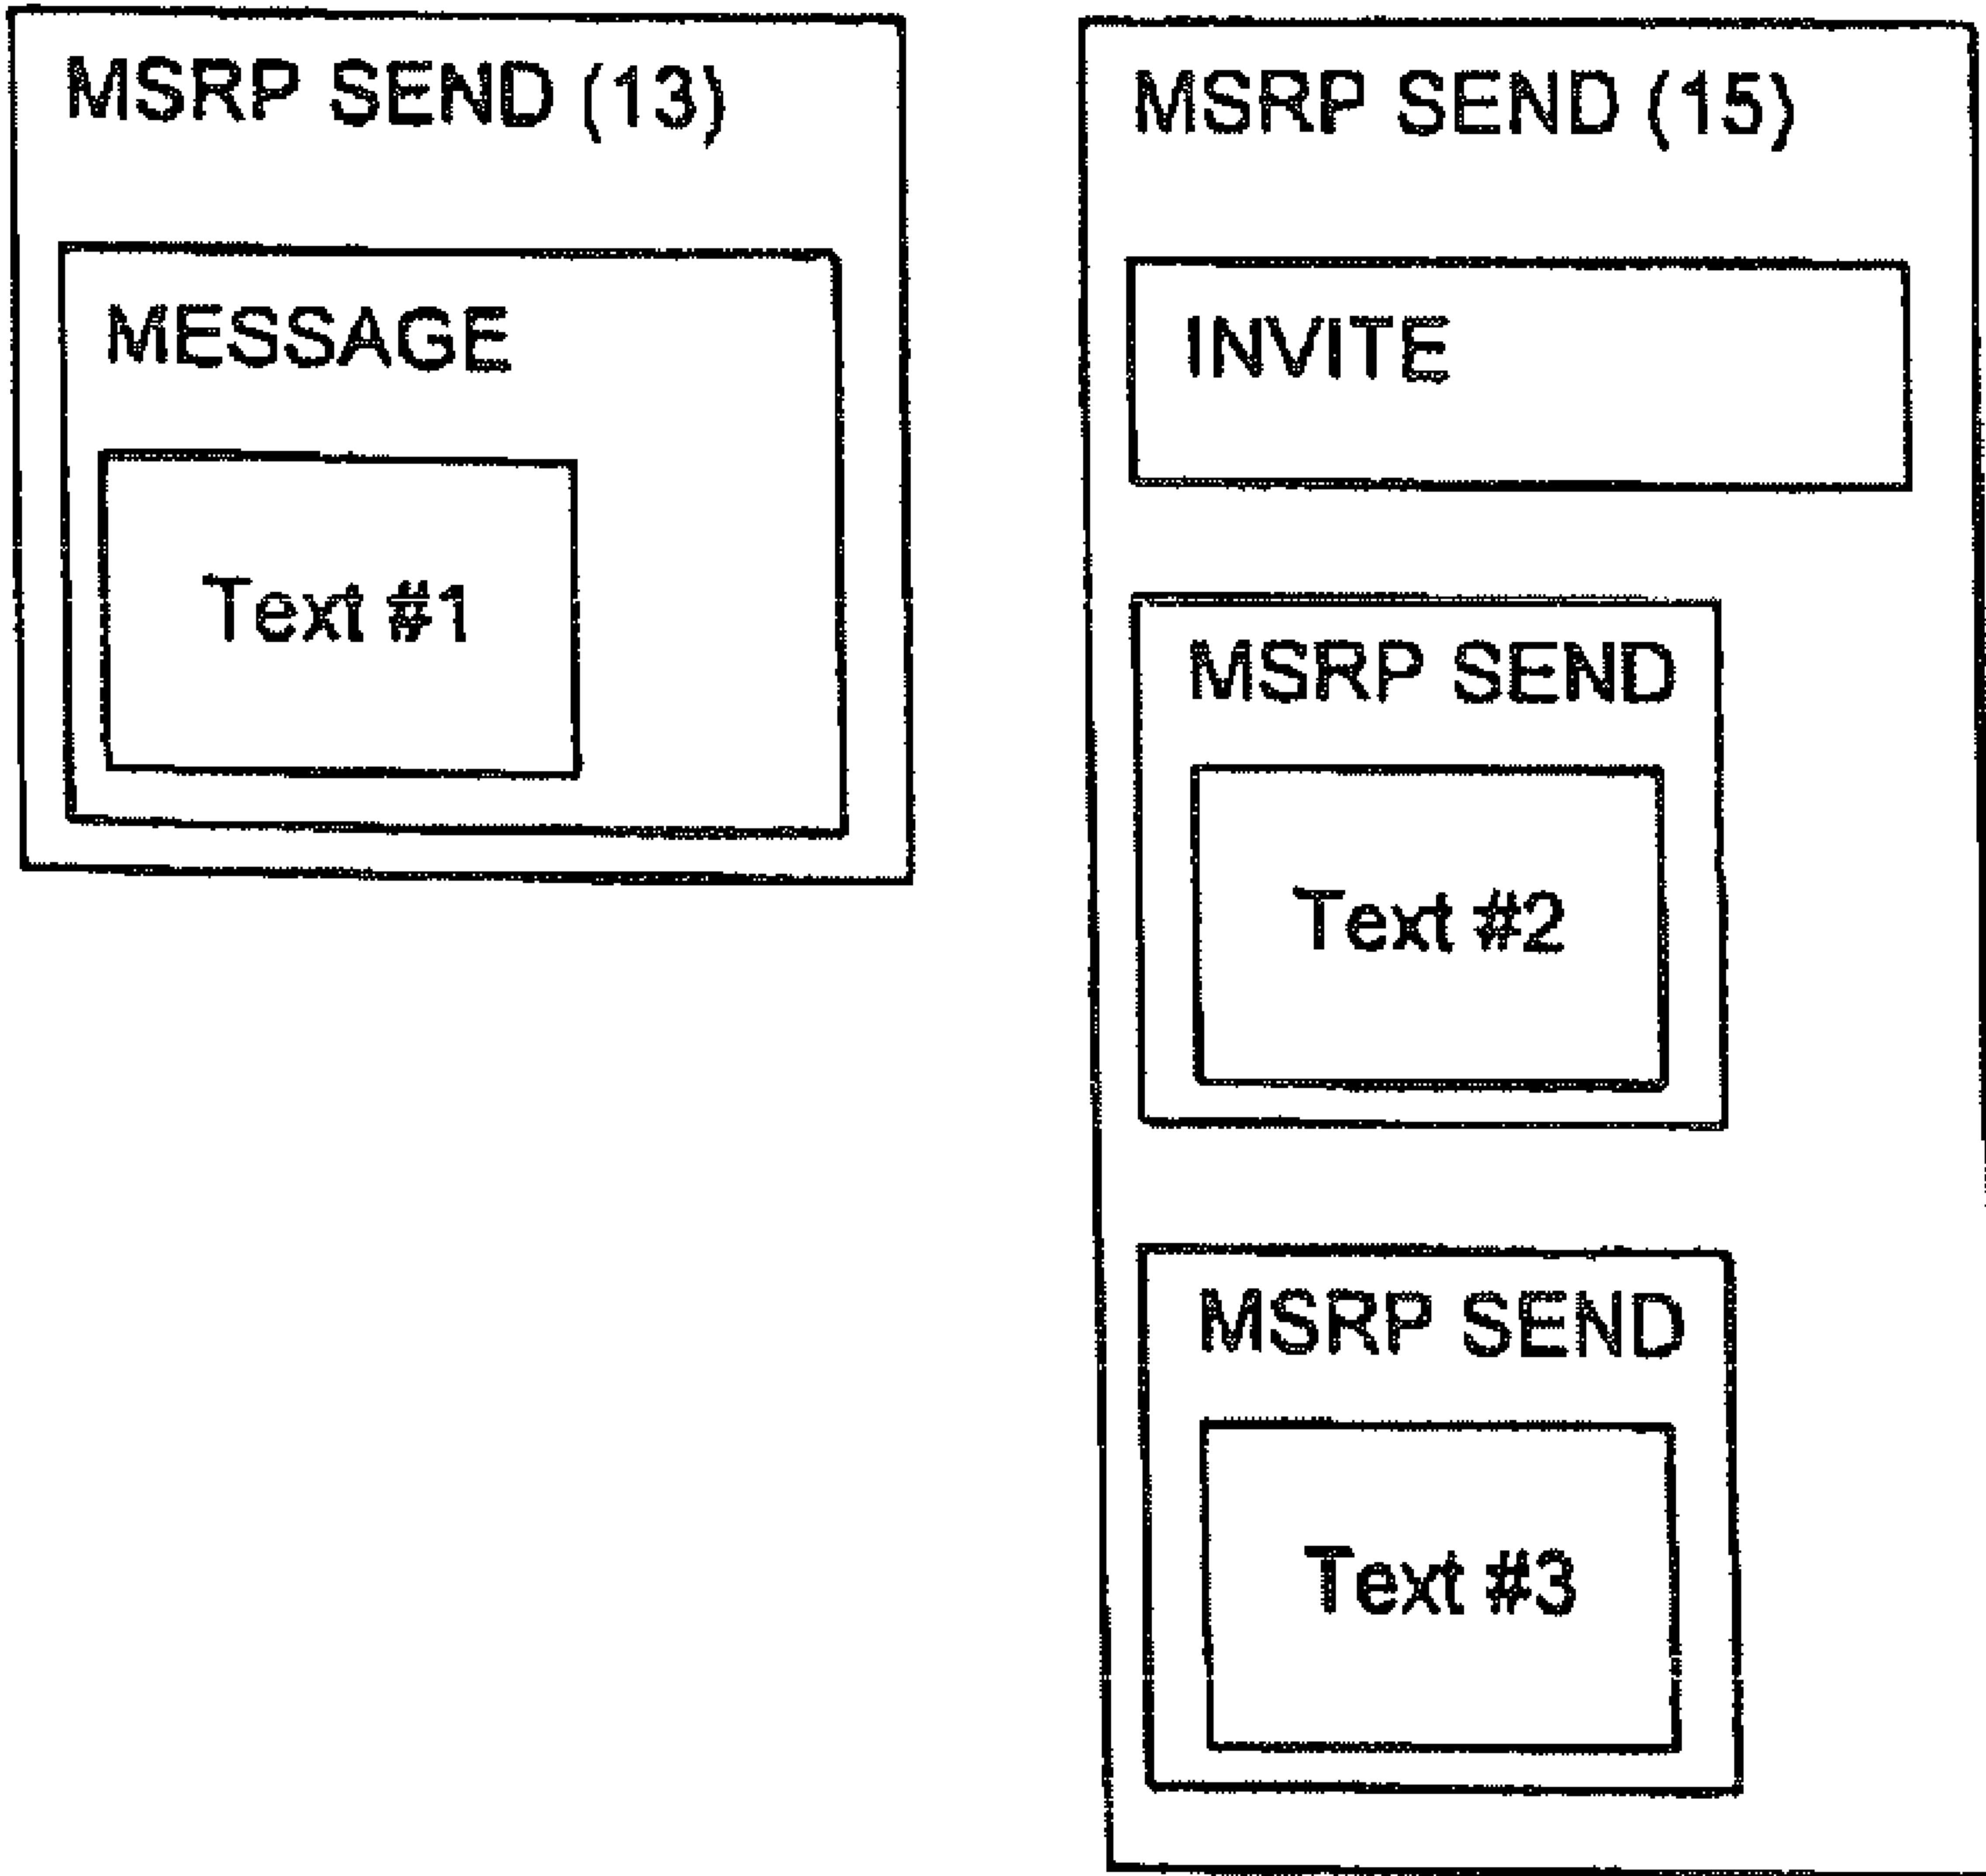 MSRP SEND (13)
MESSAGE
Text #1
MSRP SEND (15)
INVITE
MSRP SEND
Text #2
MSRP SEND
Text #3